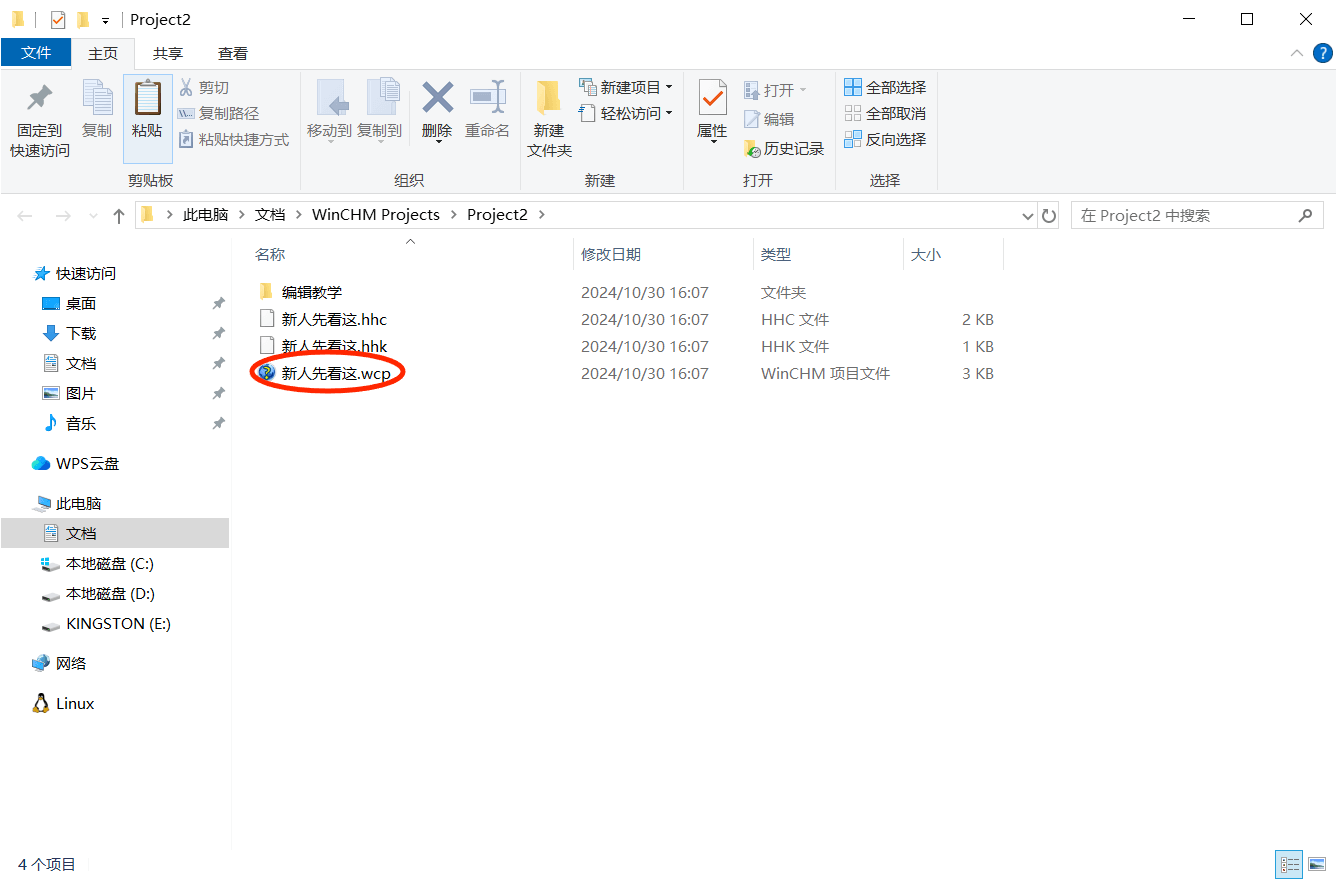 Project2
文件 主页 共享 查看
固定到
快速访问
复制
粘贴
剪切
复制路径
粘贴快捷方式
剪贴板
移动到 复制到 删除 重命名
组织
新建
文件夹
新建项目
轻松访问
新建
属性
打开
编辑
历史记录
打开
全部选择
全部取消
反向选择
选择
此电脑 文档 WinCHM Projects Project2
在 Project2 中搜索
名称 修改日期 类型 大小
编辑教学 2024/10/30 16:07 文件夹
新人先看这.hhc 2024/10/30 16:07 HHC 文件 2 KB
新人先看这.hhk 2024/10/30 16:07 HHK 文件 1 KB
新人先看这.wcp 2024/10/30 16:07 WinCHM 项目文件 3 KB
快速访问
桌面
下载
文档
图片
音乐
WPS云盘
此电脑
文档
本地磁盘 (C:)
本地磁盘 (D:)
KINGSTON (E:)
网络
Linux
4 个项目